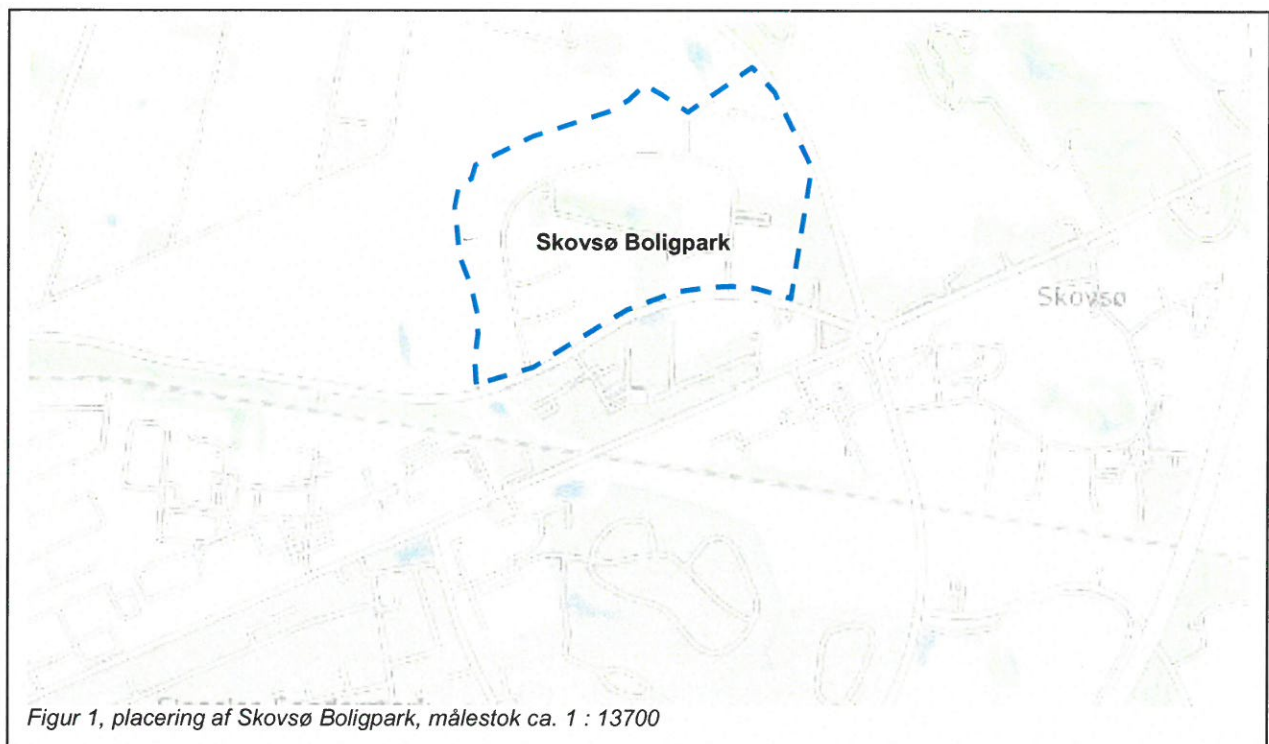 Skovsø Boligpark
Skovsø
Figur 1, placering af Skovsø Boligpark, målestok ca. 1 : 13700